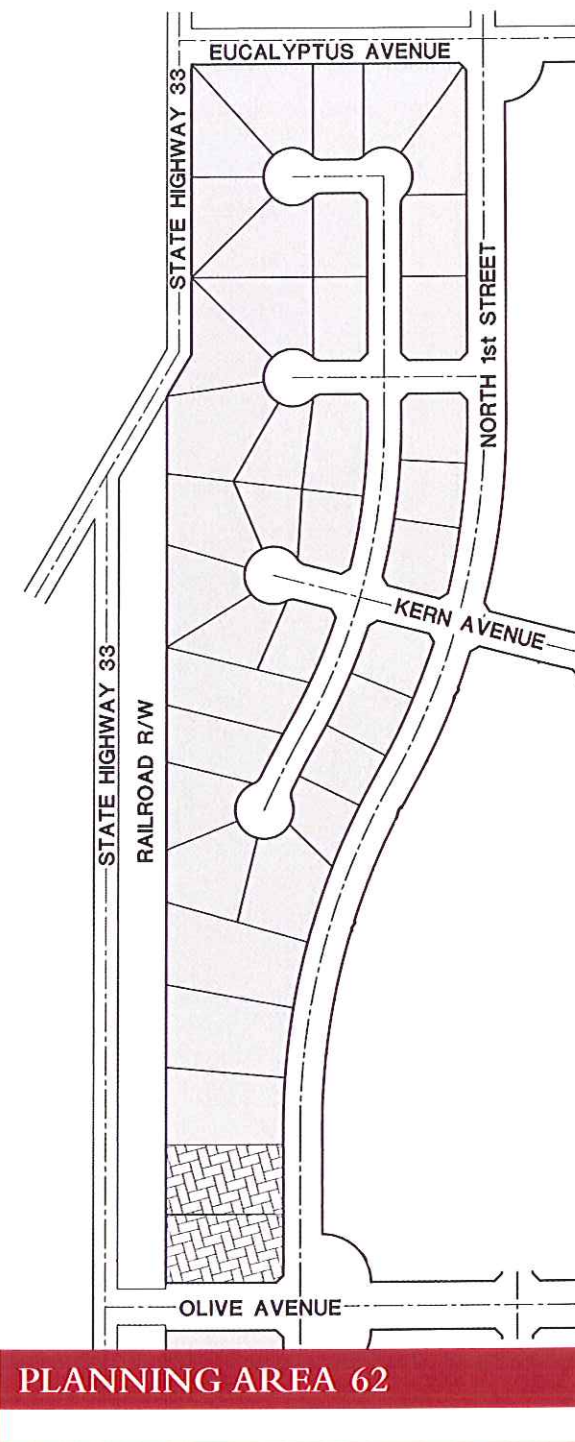 EUCALYPTUS AVENUE
STATE HIGHWAY 33
NORTH 1st STREET
KERN AVENUE
STATE HIGHWAY 33
RAILROAD R/W
OLIVE AVENUE
PLANNING AREA 62